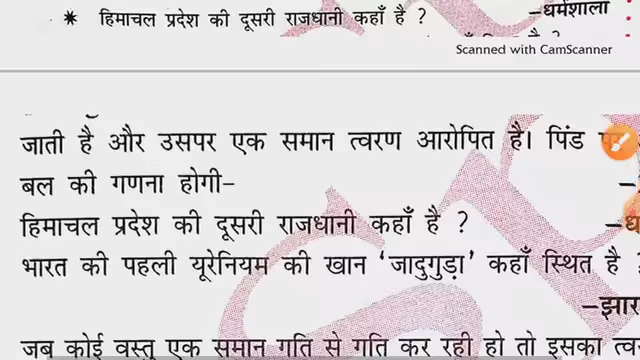 * हिमाचल प्रदेश की दूसरी राजधानी कहाँ है ? –धर्मशाला
Scanned with CamScanner
जाती है और उसपर एक समान त्वरण आरोपित है। पिंड पर
बल की गणना होगी–
हिमाचल प्रदेश की दूसरी राजधानी कहाँ है ? –ध
भारत की पहली यूरेनियम की खान ‘जादुगुड़ा’ कहाँ स्थित है ?
–झार
जब कोई वस्तु एक समान गति से गति कर रही हो तो इसका त्व